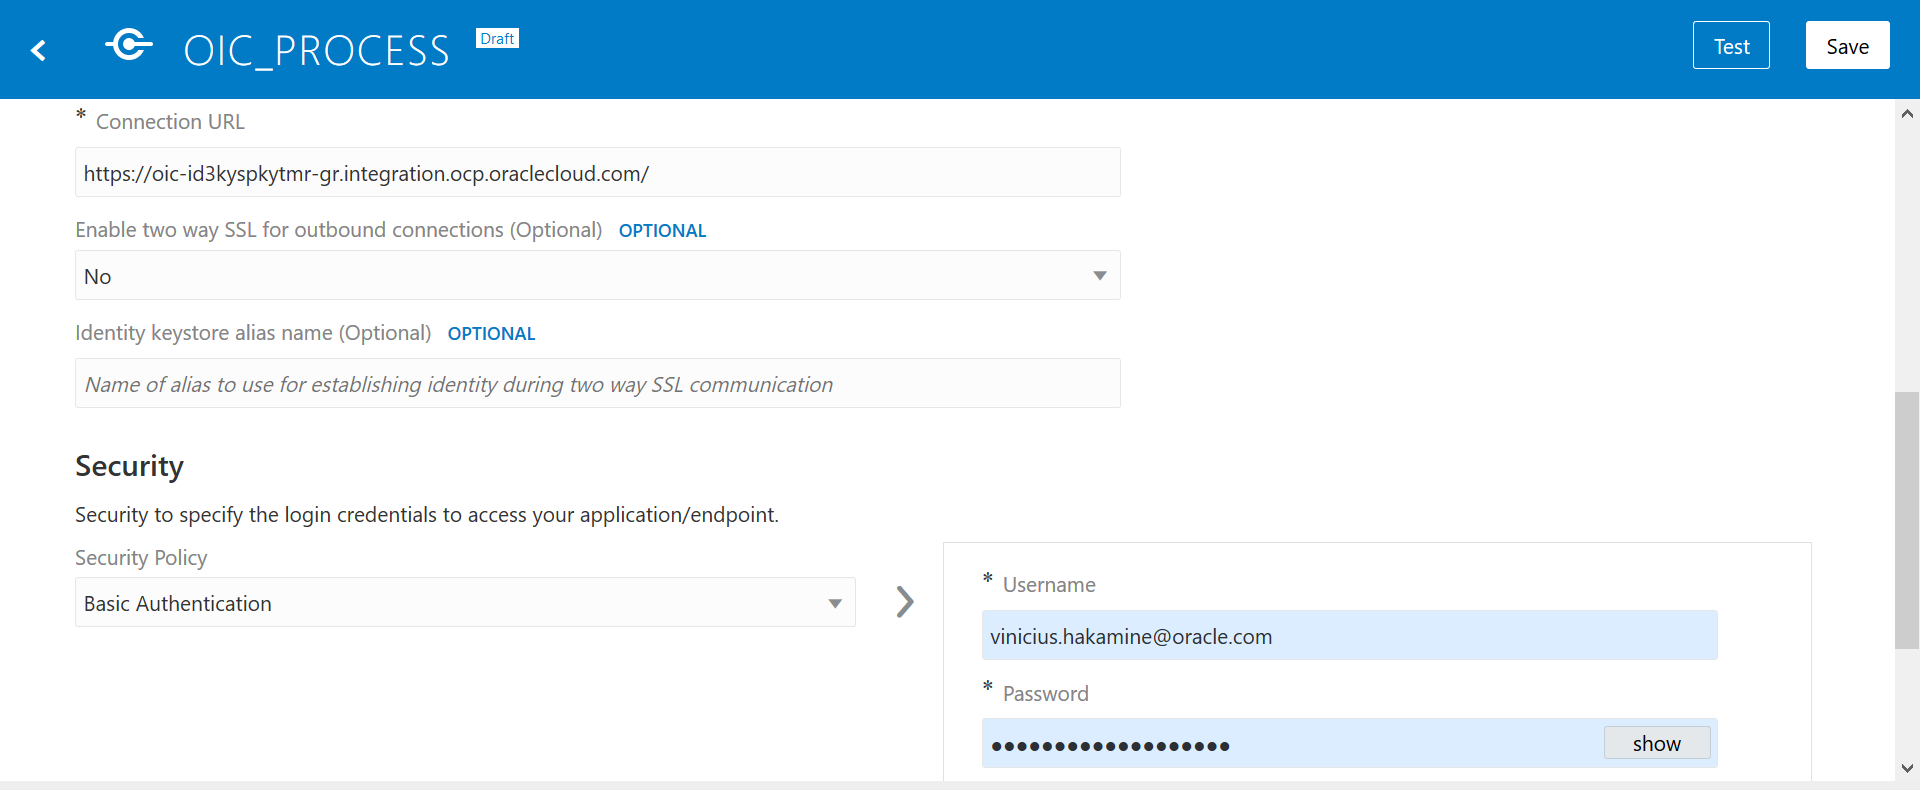 OIC_PROCESS Draft
Test
Save
* Connection URL
https://oic-id3kyspkytmr-gr.integration.ocp.oraclecloud.com/
Enable two way SSL for outbound connections (Optional) OPTIONAL
No
Identity keystore alias name (Optional) OPTIONAL
Name of alias to use for establishing identity during two way SSL communication
Security
Security to specify the login credentials to access your application/endpoint.
Security Policy
Basic Authentication
* Username
vinicius.hakamine@oracle.com
* Password
●●●●●●●●●●●●●●●●●●● show